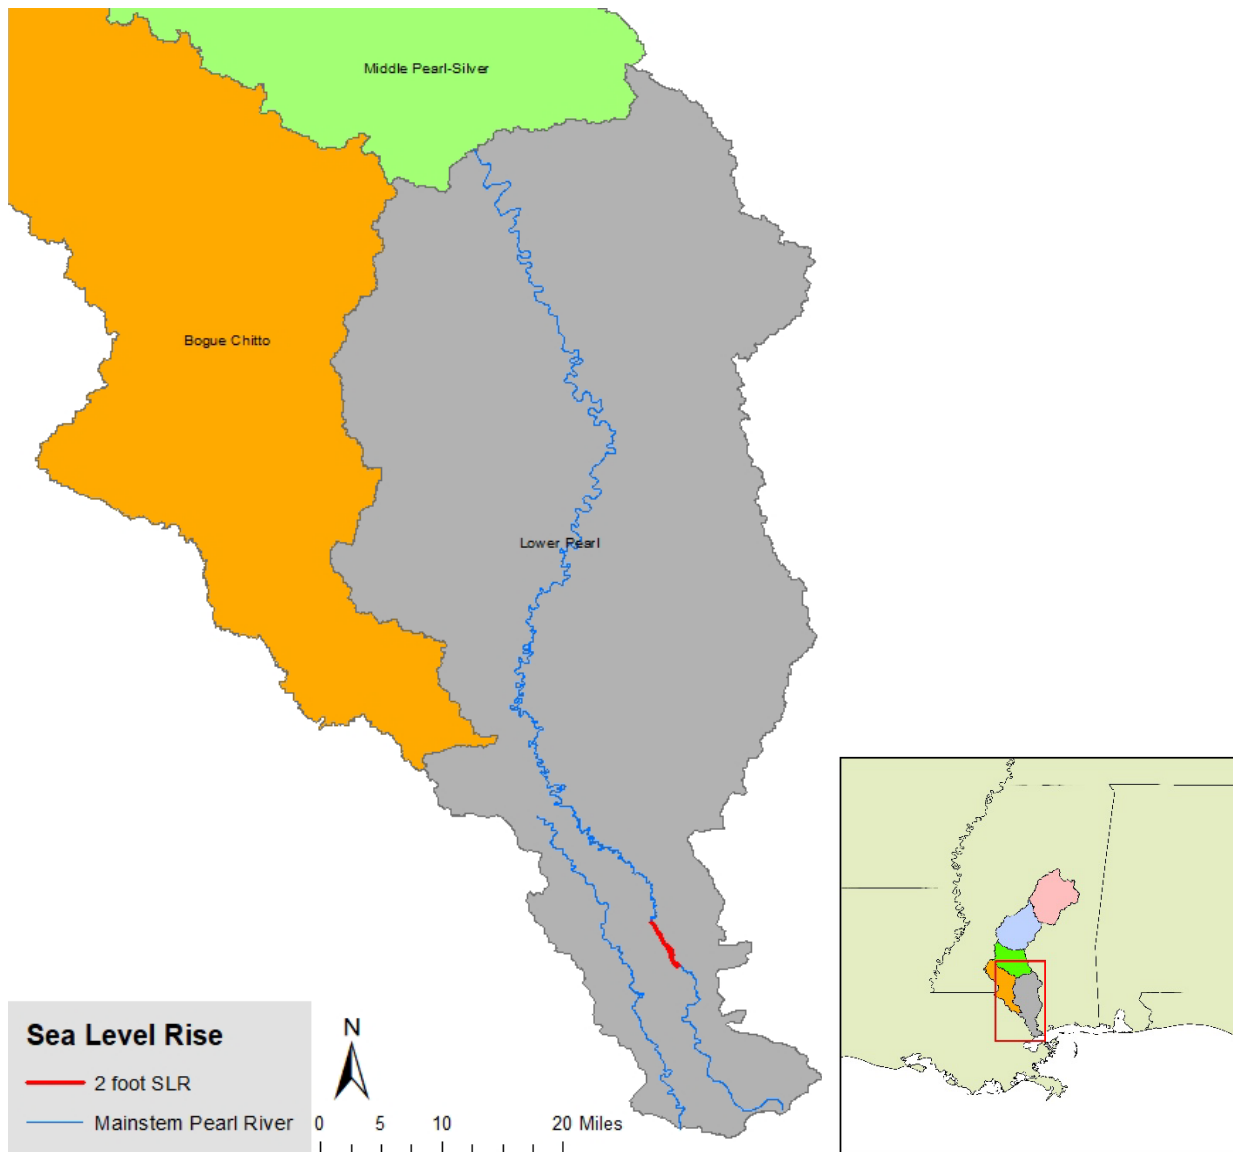 Middle Pearl-Silver
Bogue Chitto
Lower Pearl
Sea Level Rise
2 foot SLR
Mainstem Pearl River
N
0 5 10 20 Miles